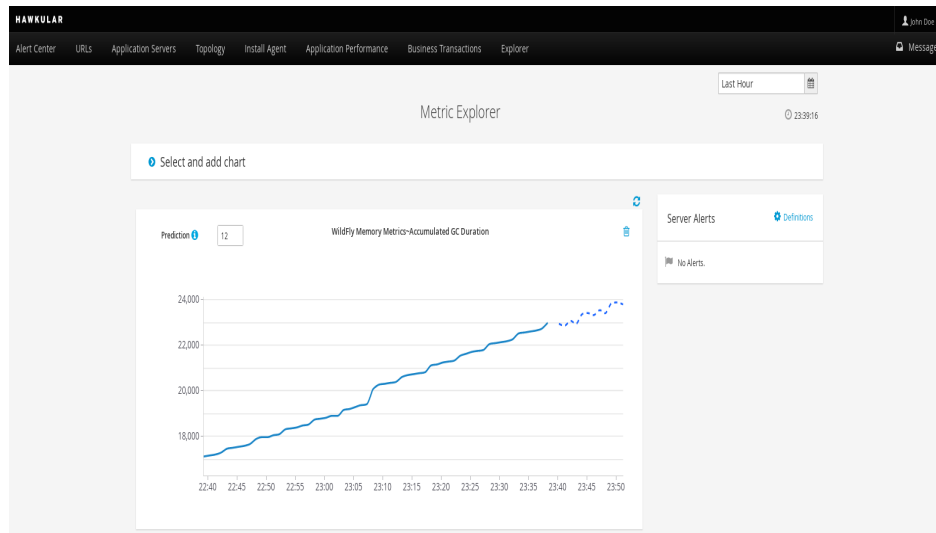 HAWKULAR
John Doe
Alert Center URLs Application Servers Topology Install Agent Application Performance Business Transactions Explorer
Message
Last Hour
Metric Explorer
23:39:16
Select and add chart
Server Alerts Definitions
No Alerts.
Prediction 12 WildFly Memory Metrics~Accumulated GC Duration
24,000
22,000
20,000
18,000
22:40 22:45 22:50 22:55 23:00 23:05 23:10 23:15 23:20 23:25 23:30 23:35 23:40 23:45 23:50